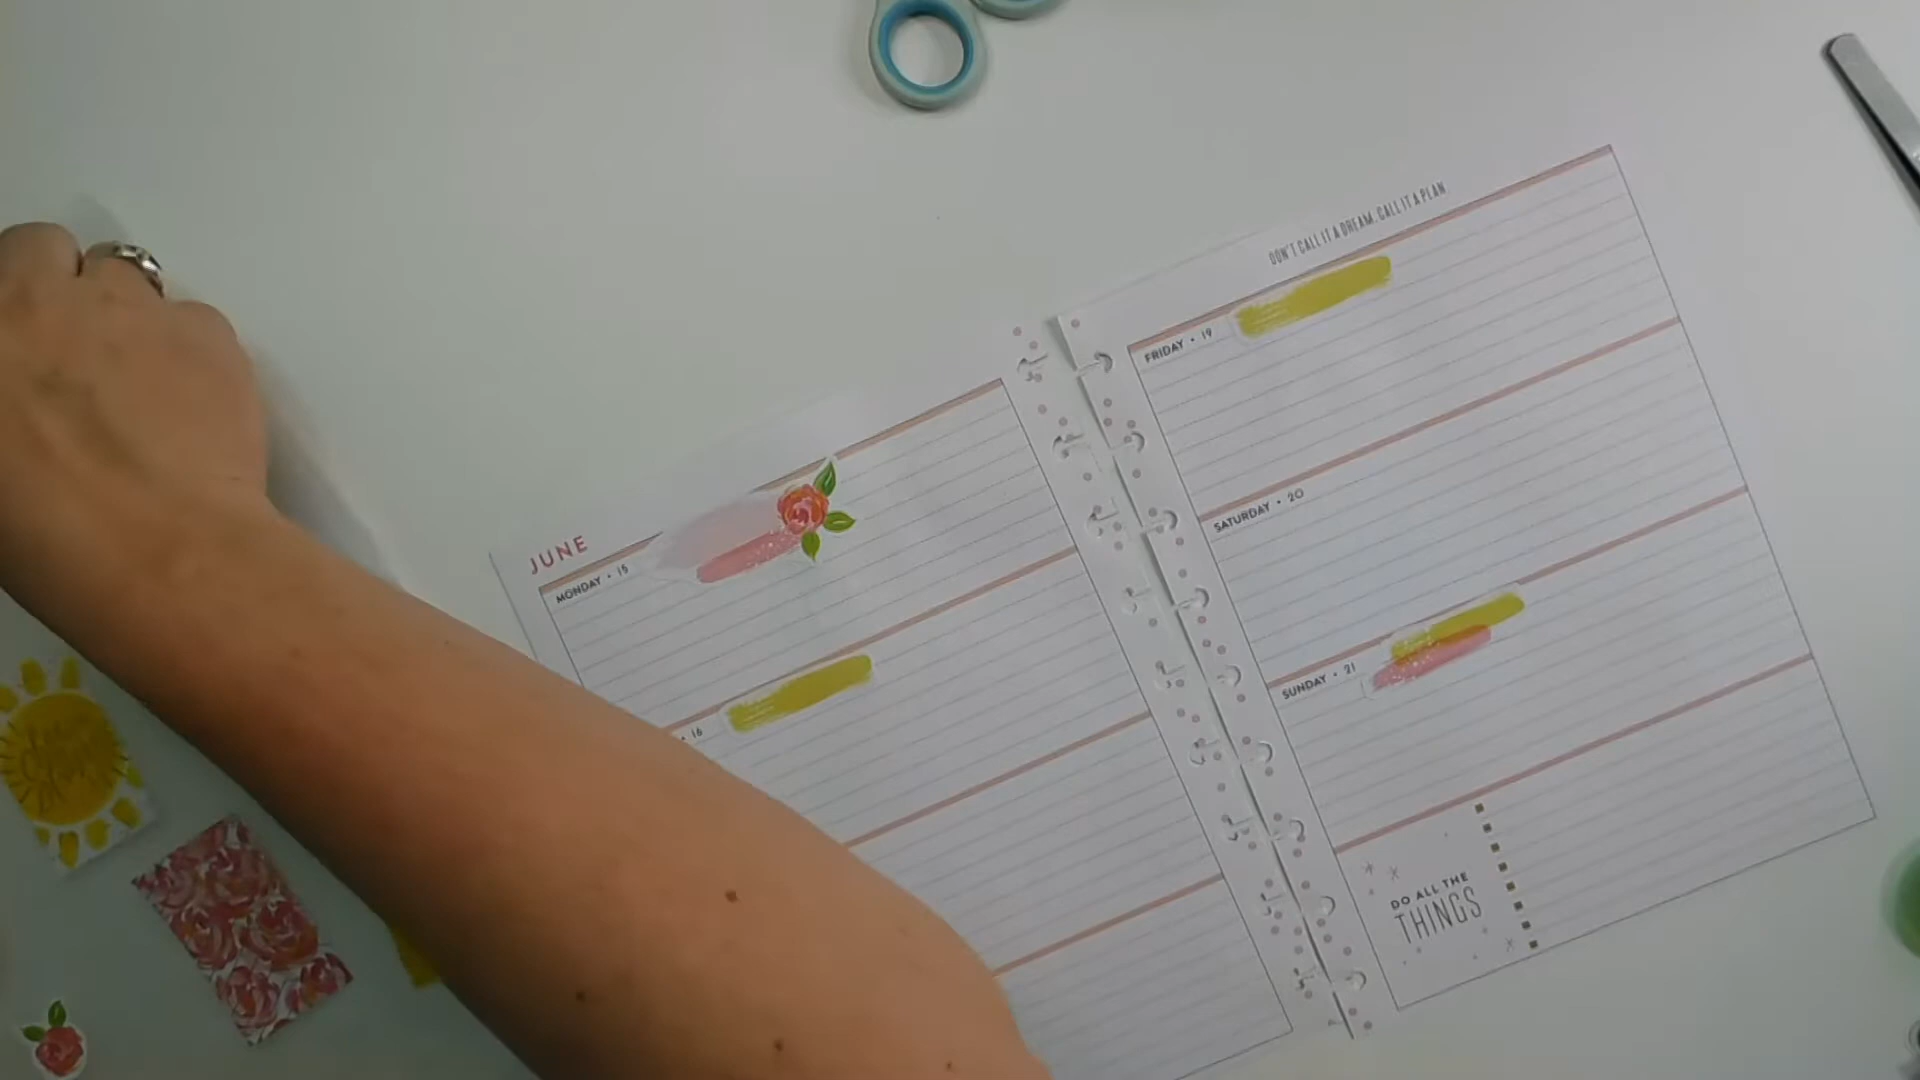 JUNE
MONDAY • 15
• 16
DON'T CALL IT A DREAM. CALL IT A PLAN
FRIDAY • 19
SATURDAY • 20
SUNDAY • 21
DO ALL THE
THINGS